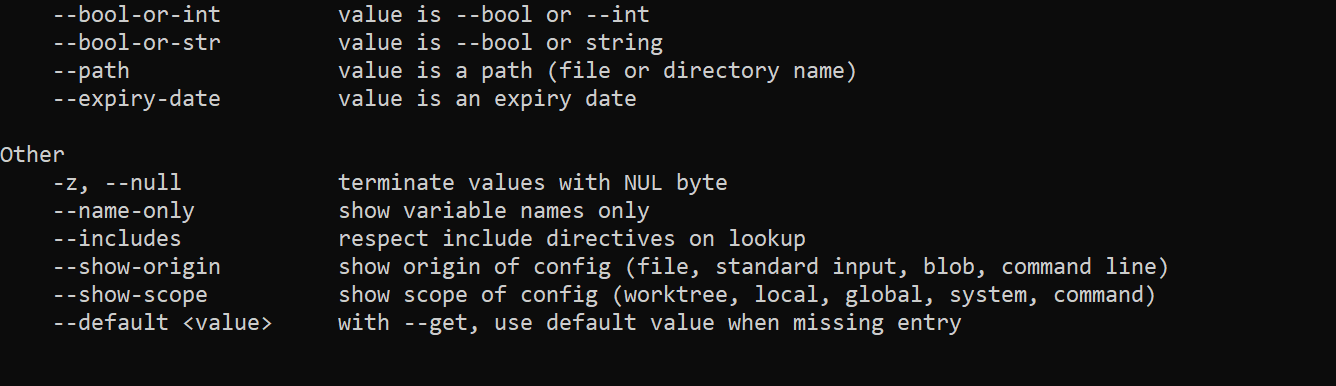 --bool-or-int value is --bool or --int
--bool-or-str value is --bool or string
--path value is a path (file or directory name)
--expiry-date value is an expiry date
Other
-z, --null terminate values with NUL byte
--name-only show variable names only
--includes respect include directives on lookup
--show-origin show origin of config (file, standard input, blob, command line)
--show-scope show scope of config (worktree, local, global, system, command)
--default <value> with --get, use default value when missing entry